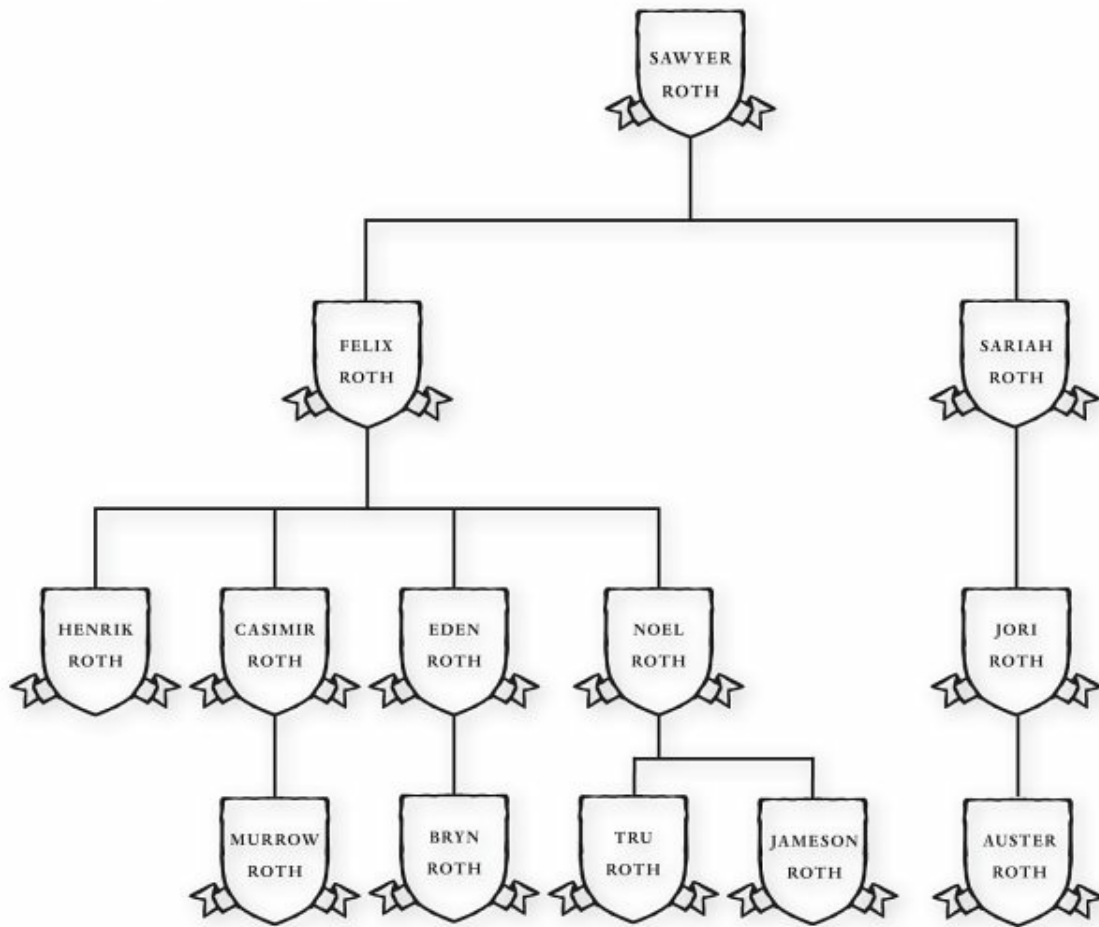 SAWYER
ROTH
FELIX
ROTH
SARIAH
ROTH
HENRIK
ROTH
CASIMIR
ROTH
EDEN
ROTH
NOEL
ROTH
JORI
ROTH
MURROW
ROTH
BRYN
ROTH
TRU
ROTH
JAMESON
ROTH
AUSTER
ROTH